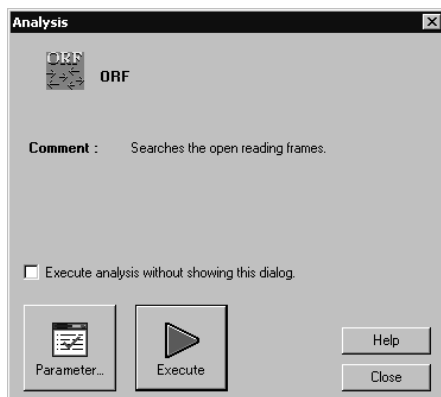 Analysis
ORF
ORF
Comment :  Searches the open reading frames.
Execute analysis without showing this dialog.
Parameter...
Execute
Help
Close